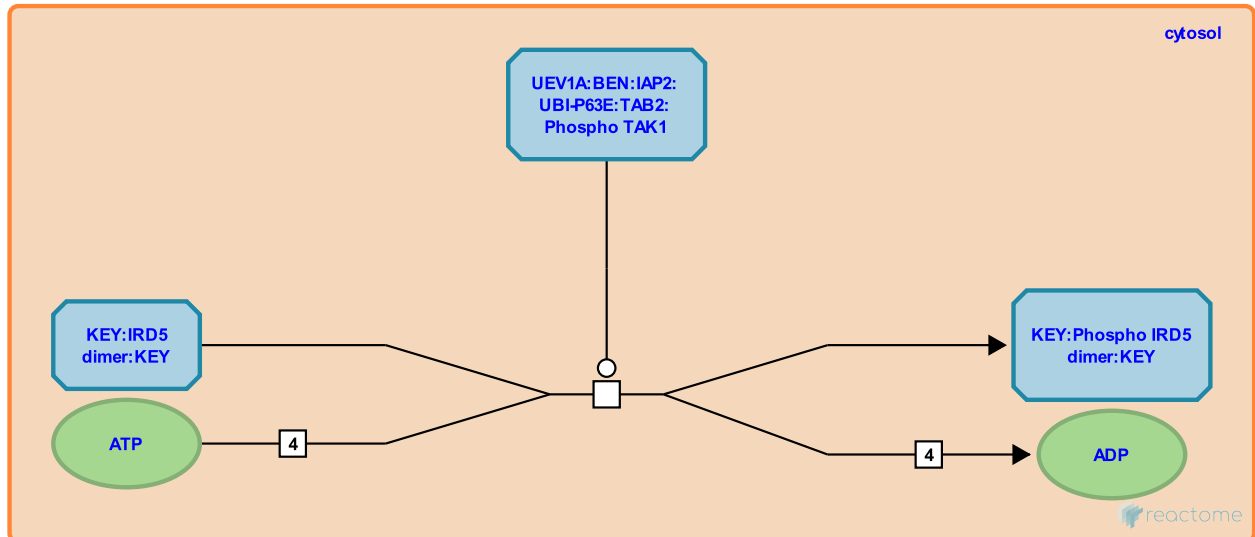 cytosol
UEV1A:BEN:IAP2:
UBI-P63E:TAB2:
Phospho TAK1
KEY:IRD5
dimer:KEY
KEY:Phospho IRD5
dimer:KEY
ATP
4
4
ADP
reactome